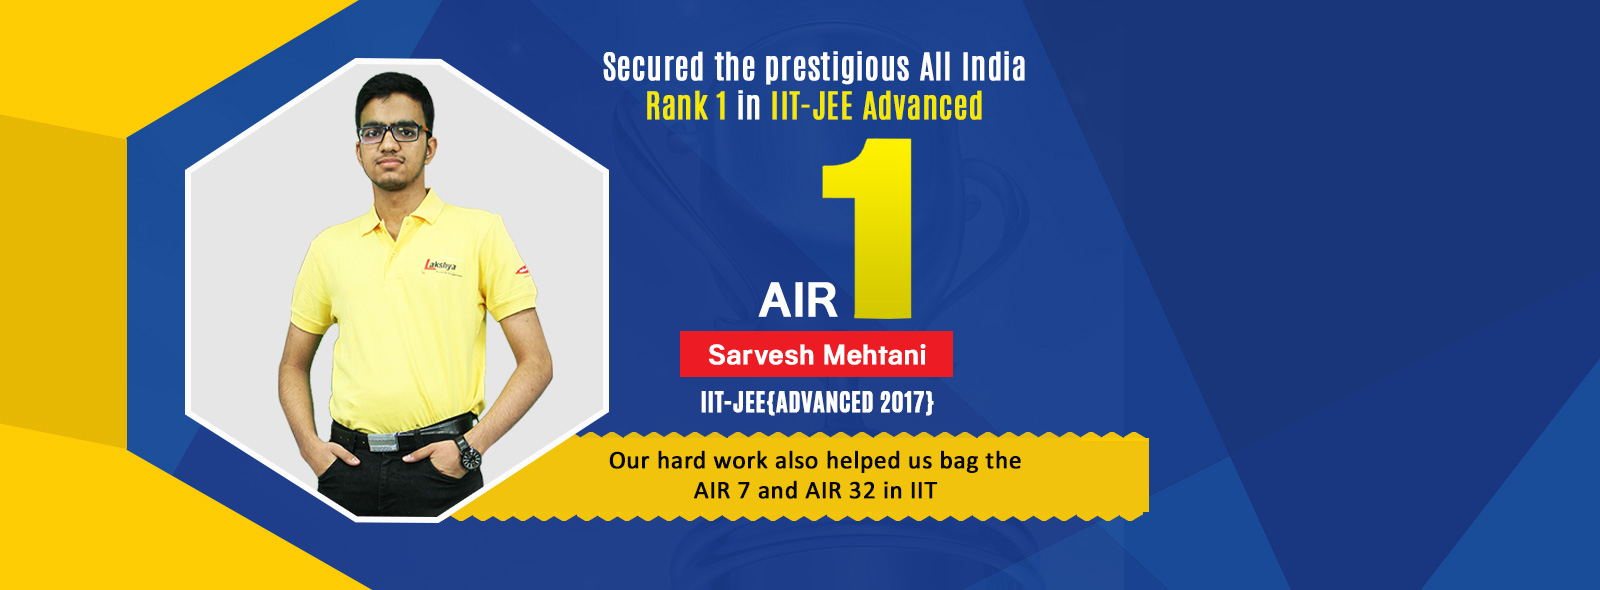 Secured the prestigious All India
Rank 1 in IIT-JEE Advanced
AIR 1
Sarvesh Mehtani
IIT-JEE{ADVANCED 2017}
Our hard work also helped us bag the
AIR 7 and AIR 32 in IIT
Lakshya